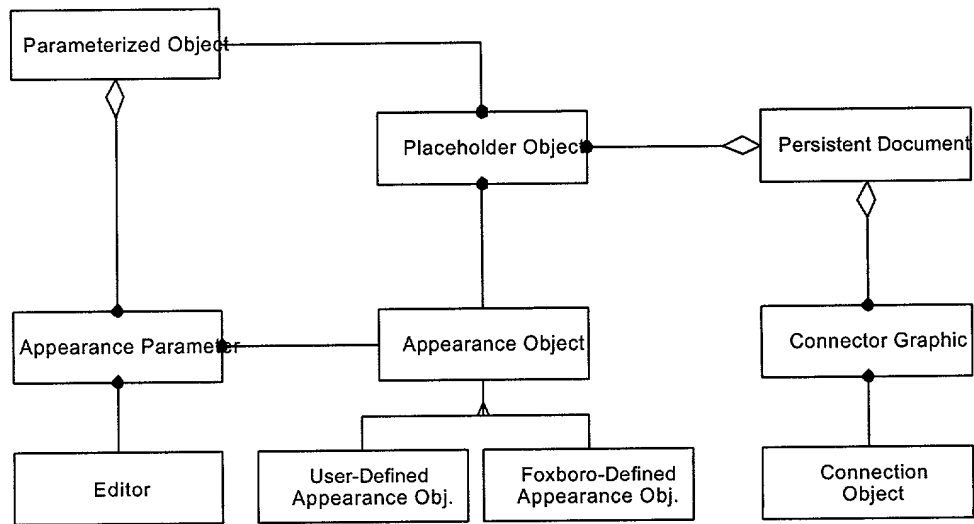 Parameterized Object
Placeholder Object
Persistent Document
Appearance Parameter
Appearance Object
Connector Graphic
Editor
User-Defined
Appearance Obj.
Foxboro-Defined
Appearance Obj.
Connection
Object